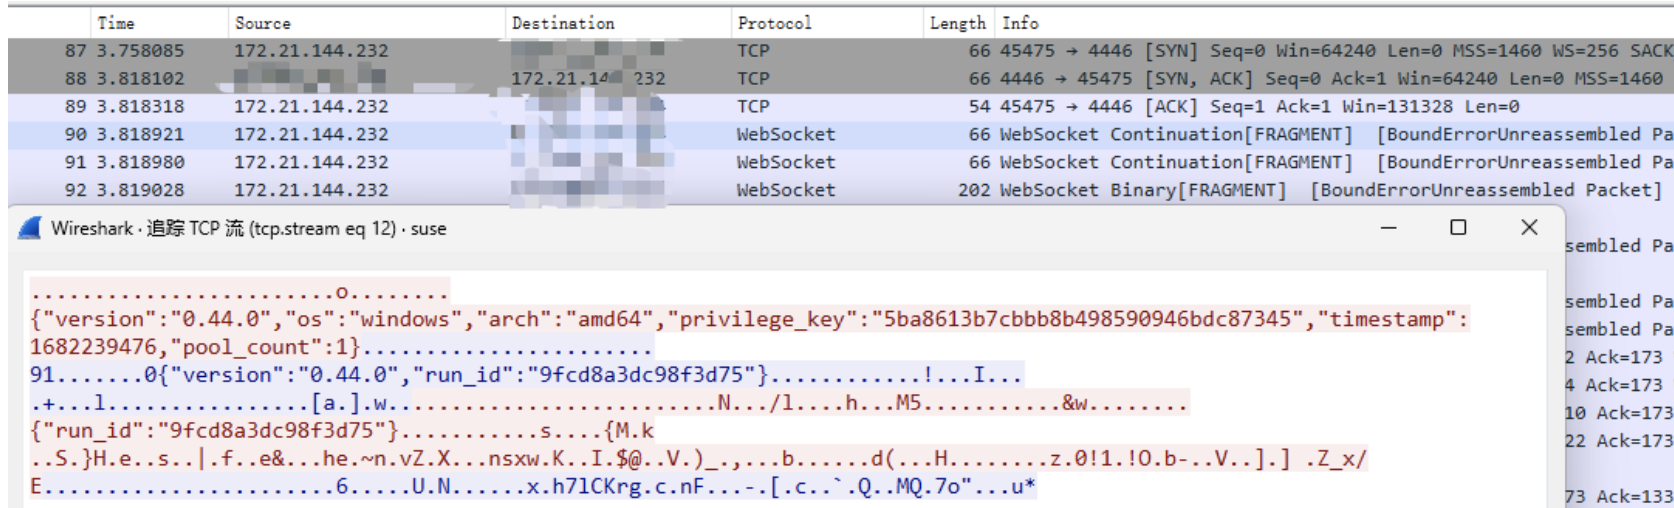 Time Source Destination Protocol Length Info
87 3.758085 172.21.144.232 TCP 66 45475 → 4446 [SYN] Seq=0 Win=64240 Len=0 MSS=1460 WS=256 SACK
88 3.818102 172.21.14 232 TCP 66 4446 → 45475 [SYN, ACK] Seq=0 Ack=1 Win=64240 Len=0 MSS=1460
89 3.818318 172.21.144.232 TCP 54 45475 → 4446 [ACK] Seq=1 Ack=1 Win=131328 Len=0
90 3.818921 172.21.144.232 WebSocket 66 WebSocket Continuation[FRAGMENT] [BoundErrorUnreassembled Pa
91 3.818980 172.21.144.232 WebSocket 66 WebSocket Continuation[FRAGMENT] [BoundErrorUnreassembled Pa
92 3.819028 172.21.144.232 WebSocket 202 WebSocket Binary[FRAGMENT] [BoundErrorUnreassembled Packet]
Wireshark · 追踪 TCP 流 (tcp.stream eq 12) · suse
sembled Pa
sembled Pa
sembled Pa
2 Ack=173
4 Ack=173
10 Ack=173
22 Ack=173
73 Ack=133
........................o........
{"version":"0.44.0","os":"windows","arch":"amd64","privilege_key":"5ba8613b7cbbb8b498590946bdc87345","timestamp":
1682239476,"pool_count":1}.......................
91.......0{"version":"0.44.0","run_id":"9fcd8a3dc98f3d75"}............!...I...
.+...l................[a.].w..........................N.../l....h...M5...........&w........
{"run_id":"9fcd8a3dc98f3d75"}...........s....{M.k
..S.}H.e..s..|.f..e&...he.~n.vZ.X...nsxw.K..I.$@..V.)_.,...b......d(...H........z.0!1.!O.b-..V..].] .Z_x/
E.......................6.....U.N......x.h7lCKrg.c.nF...-.[.c..`.Q..MQ.7o"...u*